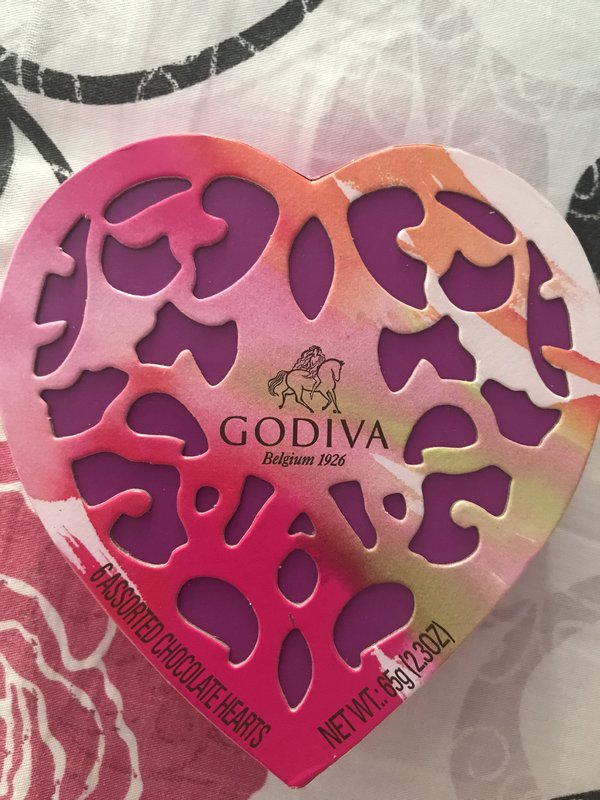 GODIVA
Belgium 1926
6 ASSORTED CHOCOLATE HEARTS
NET WT.: 65g (2.3OZ)